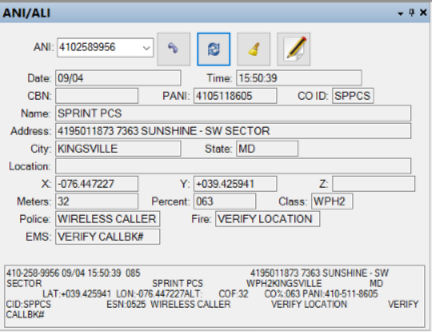 ANI/ALI
ANI: 4102589956
Date: 09/04 Time: 15:50:39
CBN: PANI: 4105118605 CO ID: SPPCS
Name: SPRINT PCS
Address: 4195011873 7363 SUNSHINE - SW SECTOR
City: KINGSVILLE State: MD
Location:
X: -076.447227 Y: +039.425941 Z:
Meters: 32 Percent: 063 Class: WPH2
Police: WIRELESS CALLER Fire: VERIFY LOCATION
EMS: VERIFY CALLBK#
410-258-9956 09/04 15:50:39 085 4195011873 7363 SUNSHINE - SW
SECTOR SPRINT PCS WPH2KINGSVILLE MD
LAT:+039.425941 LON:-076.447227ALT: COF:32 CO%:063 PANI:410-511-8605
CID:SPPCS ESN:0525 WIRELESS CALLER VERIFY LOCATION VERIFY
CALLBK#